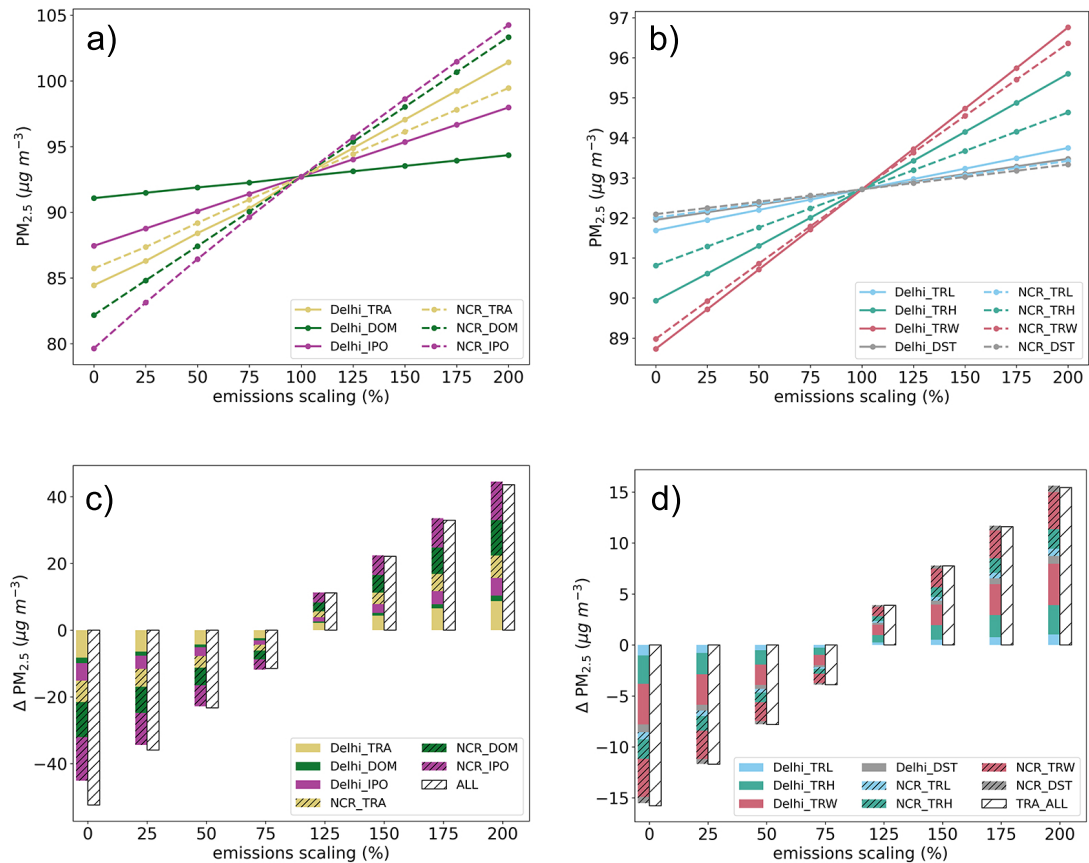 a)
PM2.5 (μg m−3)
105
100
95
90
85
80
0 25 50 75 100 125 150 175 200
emissions scaling (%)
Delhi_TRA NCR_TRA
Delhi_DOM NCR_DOM
Delhi_IPO NCR_IPO
b)
PM2.5 (μg m−3)
97
96
95
94
93
92
91
90
89
0 25 50 75 100 125 150 175 200
emissions scaling (%)
Delhi_TRL NCR_TRL
Delhi_TRH NCR_TRH
Delhi_TRW NCR_TRW
Delhi_DST NCR_DST
c)
Δ PM2.5 (μg m−3)
40
20
0
−20
−40
0 25 50 75 125 150 175 200
emissions scaling (%)
Delhi_TRA NCR_DOM
Delhi_DOM NCR_IPO
Delhi_IPO ALL
NCR_TRA
d)
Δ PM2.5 (μg m−3)
15
10
5
0
−5
−10
−15
0 25 50 75 125 150 175 200
emissions scaling (%)
Delhi_TRL Delhi_DST NCR_TRW
Delhi_TRH NCR_TRL NCR_DST
Delhi_TRW NCR_TRH TRA_ALL